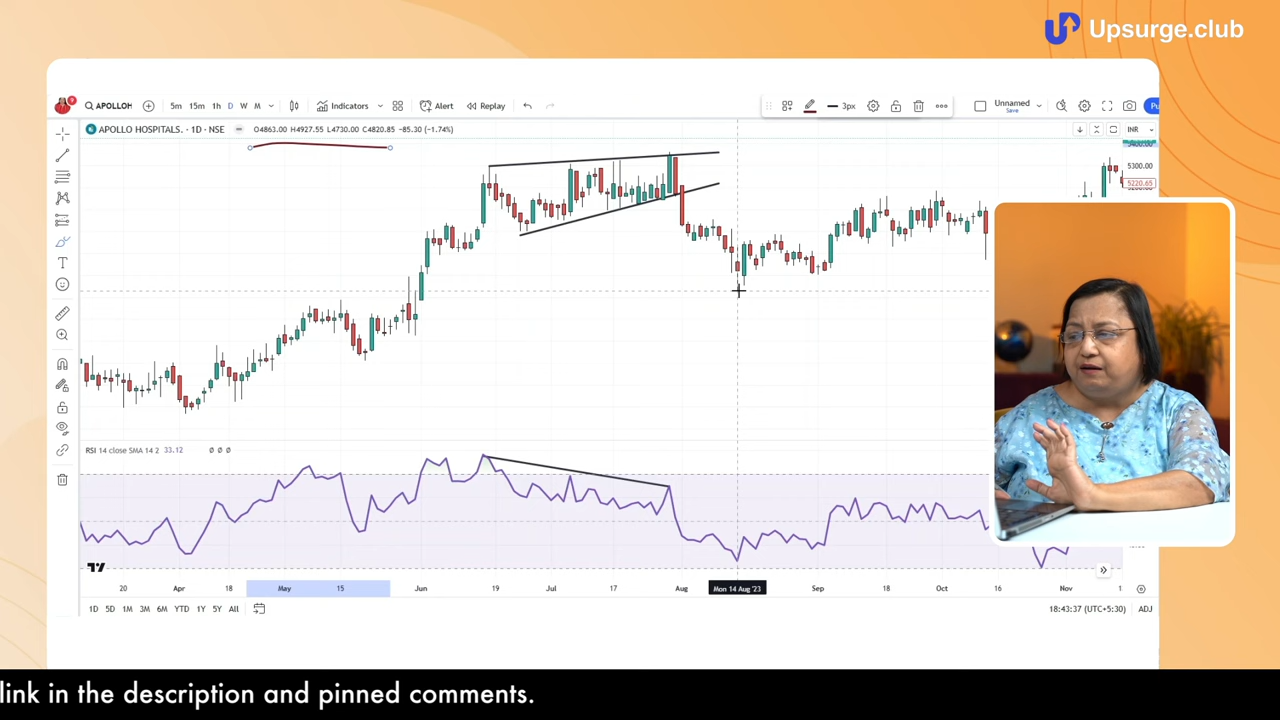 Upsurge.club
APOLLOH 5m 15m 1h D W M Indicators Alert Replay 3px Unnamed Save
APOLLO HOSPITALS. · 1D · NSE O4863.00 H4927.55 L4730.00 C4820.85 −85.30 (−1.74%) INR
5300.00
5220.65
RSI 14 close SMA 14 2 33.12 Ø Ø Ø
20 Apr 18 May 15 Jun 19 Jul 17 Aug Mon 14 Aug '23 Sep 18 Oct 16 Nov
1D 5D 1M 3M 6M YTD 1Y 5Y All 18:43:37 (UTC+5:30) ADJ
link in the description and pinned comments.